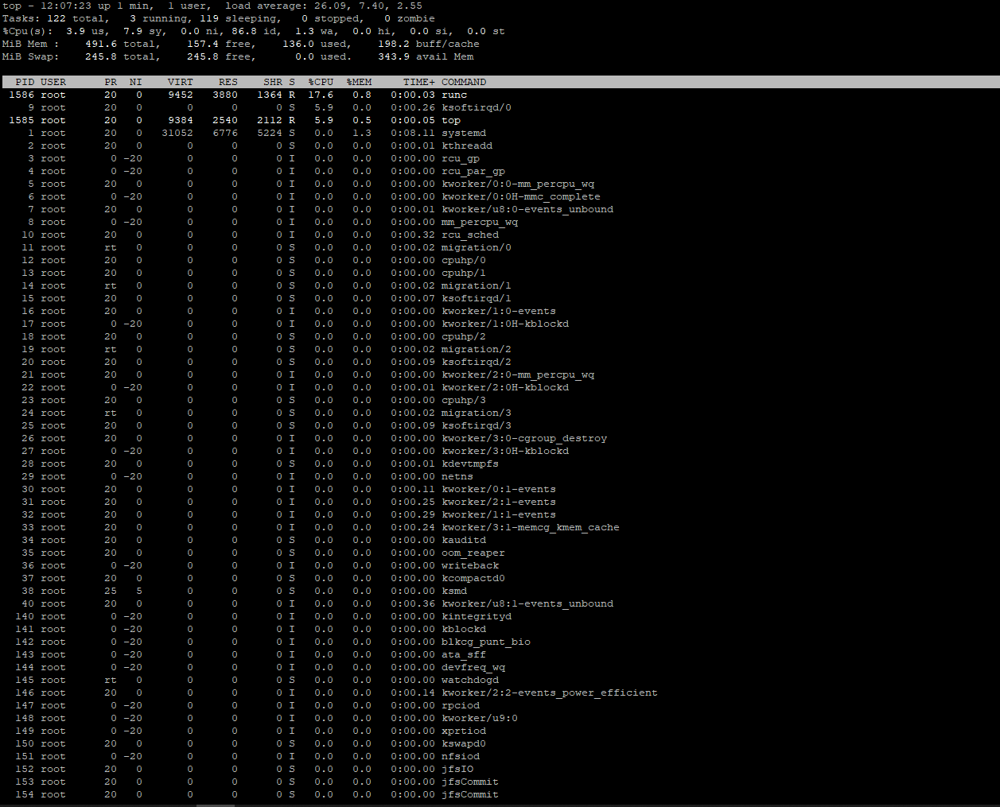 top - 12:07:23 up 1 min,  1 user,  load average: 26.09, 7.40, 2.55
Tasks: 122 total,   3 running, 119 sleeping,   0 stopped,   0 zombie
%Cpu(s):  3.9 us,  7.9 sy,  0.0 ni, 86.8 id,  1.3 wa,  0.0 hi,  0.0 si,  0.0 st
MiB Mem :    491.6 total,    157.4 free,    136.0 used,    198.2 buff/cache
MiB Swap:    245.8 total,    245.8 free,      0.0 used.    343.9 avail Mem
PID USER      PR  NI    VIRT    RES    SHR S  %CPU  %MEM     TIME+ COMMAND
1586 root      20   0    9452   3880   1364 R  17.6   0.8   0:00.03 runc
9 root      20   0       0      0      0 S   5.9   0.0   0:00.26 ksoftirqd/0
1585 root      20   0    9384   2540   2112 R   5.9   0.5   0:00.05 top
1 root      20   0   31052   6776   5224 S   0.0   1.3   0:08.11 systemd
2 root      20   0       0      0      0 S   0.0   0.0   0:00.01 kthreadd
3 root       0 -20       0      0      0 I   0.0   0.0   0:00.00 rcu_gp
4 root       0 -20       0      0      0 I   0.0   0.0   0:00.00 rcu_par_gp
5 root      20   0       0      0      0 I   0.0   0.0   0:00.00 kworker/0:0-mm_percpu_wq
6 root       0 -20       0      0      0 I   0.0   0.0   0:00.00 kworker/0:0H-mmc_complete
7 root      20   0       0      0      0 I   0.0   0.0   0:00.01 kworker/u8:0-events_unbound
8 root       0 -20       0      0      0 I   0.0   0.0   0:00.00 mm_percpu_wq
10 root      20   0       0      0      0 I   0.0   0.0   0:00.32 rcu_sched
11 root      rt   0       0      0      0 S   0.0   0.0   0:00.02 migration/0
12 root      20   0       0      0      0 S   0.0   0.0   0:00.00 cpuhp/0
13 root      20   0       0      0      0 S   0.0   0.0   0:00.00 cpuhp/1
14 root      rt   0       0      0      0 S   0.0   0.0   0:00.02 migration/1
15 root      20   0       0      0      0 S   0.0   0.0   0:00.07 ksoftirqd/1
16 root      20   0       0      0      0 I   0.0   0.0   0:00.00 kworker/1:0-events
17 root       0 -20       0      0      0 I   0.0   0.0   0:00.00 kworker/1:0H-kblockd
18 root      20   0       0      0      0 S   0.0   0.0   0:00.00 cpuhp/2
19 root      rt   0       0      0      0 S   0.0   0.0   0:00.02 migration/2
20 root      20   0       0      0      0 S   0.0   0.0   0:00.09 ksoftirqd/2
21 root      20   0       0      0      0 I   0.0   0.0   0:00.00 kworker/2:0-mm_percpu_wq
22 root       0 -20       0      0      0 I   0.0   0.0   0:00.01 kworker/2:0H-kblockd
23 root      20   0       0      0      0 S   0.0   0.0   0:00.00 cpuhp/3
24 root      rt   0       0      0      0 S   0.0   0.0   0:00.02 migration/3
25 root      20   0       0      0      0 S   0.0   0.0   0:00.09 ksoftirqd/3
26 root      20   0       0      0      0 I   0.0   0.0   0:00.00 kworker/3:0-cgroup_destroy
27 root       0 -20       0      0      0 I   0.0   0.0   0:00.00 kworker/3:0H-kblockd
28 root      20   0       0      0      0 S   0.0   0.0   0:00.01 kdevtmpfs
29 root       0 -20       0      0      0 I   0.0   0.0   0:00.00 netns
30 root      20   0       0      0      0 I   0.0   0.0   0:00.11 kworker/0:1-events
31 root      20   0       0      0      0 I   0.0   0.0   0:00.25 kworker/2:1-events
32 root      20   0       0      0      0 I   0.0   0.0   0:00.29 kworker/1:1-events
33 root      20   0       0      0      0 I   0.0   0.0   0:00.24 kworker/3:1-memcg_kmem_cache
34 root      20   0       0      0      0 S   0.0   0.0   0:00.00 kauditd
35 root      20   0       0      0      0 S   0.0   0.0   0:00.00 oom_reaper
36 root       0 -20       0      0      0 I   0.0   0.0   0:00.00 writeback
37 root      20   0       0      0      0 S   0.0   0.0   0:00.00 kcompactd0
38 root      25   5       0      0      0 S   0.0   0.0   0:00.00 ksmd
40 root      20   0       0      0      0 I   0.0   0.0   0:00.36 kworker/u8:1-events_unbound
140 root       0 -20       0      0      0 I   0.0   0.0   0:00.00 kintegrityd
141 root       0 -20       0      0      0 I   0.0   0.0   0:00.00 kblockd
142 root       0 -20       0      0      0 I   0.0   0.0   0:00.00 blkcg_punt_bio
143 root       0 -20       0      0      0 I   0.0   0.0   0:00.00 ata_sff
144 root       0 -20       0      0      0 I   0.0   0.0   0:00.00 devfreq_wq
145 root      rt   0       0      0      0 S   0.0   0.0   0:00.00 watchdogd
146 root      20   0       0      0      0 I   0.0   0.0   0:00.14 kworker/2:2-events_power_efficient
147 root       0 -20       0      0      0 I   0.0   0.0   0:00.00 rpciod
148 root       0 -20       0      0      0 I   0.0   0.0   0:00.00 kworker/u9:0
149 root       0 -20       0      0      0 I   0.0   0.0   0:00.00 xprtiod
150 root      20   0       0      0      0 S   0.0   0.0   0:00.00 kswapd0
151 root       0 -20       0      0      0 I   0.0   0.0   0:00.00 nfsiod
152 root      20   0       0      0      0 S   0.0   0.0   0:00.00 jfsIO
153 root      20   0       0      0      0 S   0.0   0.0   0:00.00 jfsCommit
154 root      20   0       0      0      0 S   0.0   0.0   0:00.00 jfsCommit